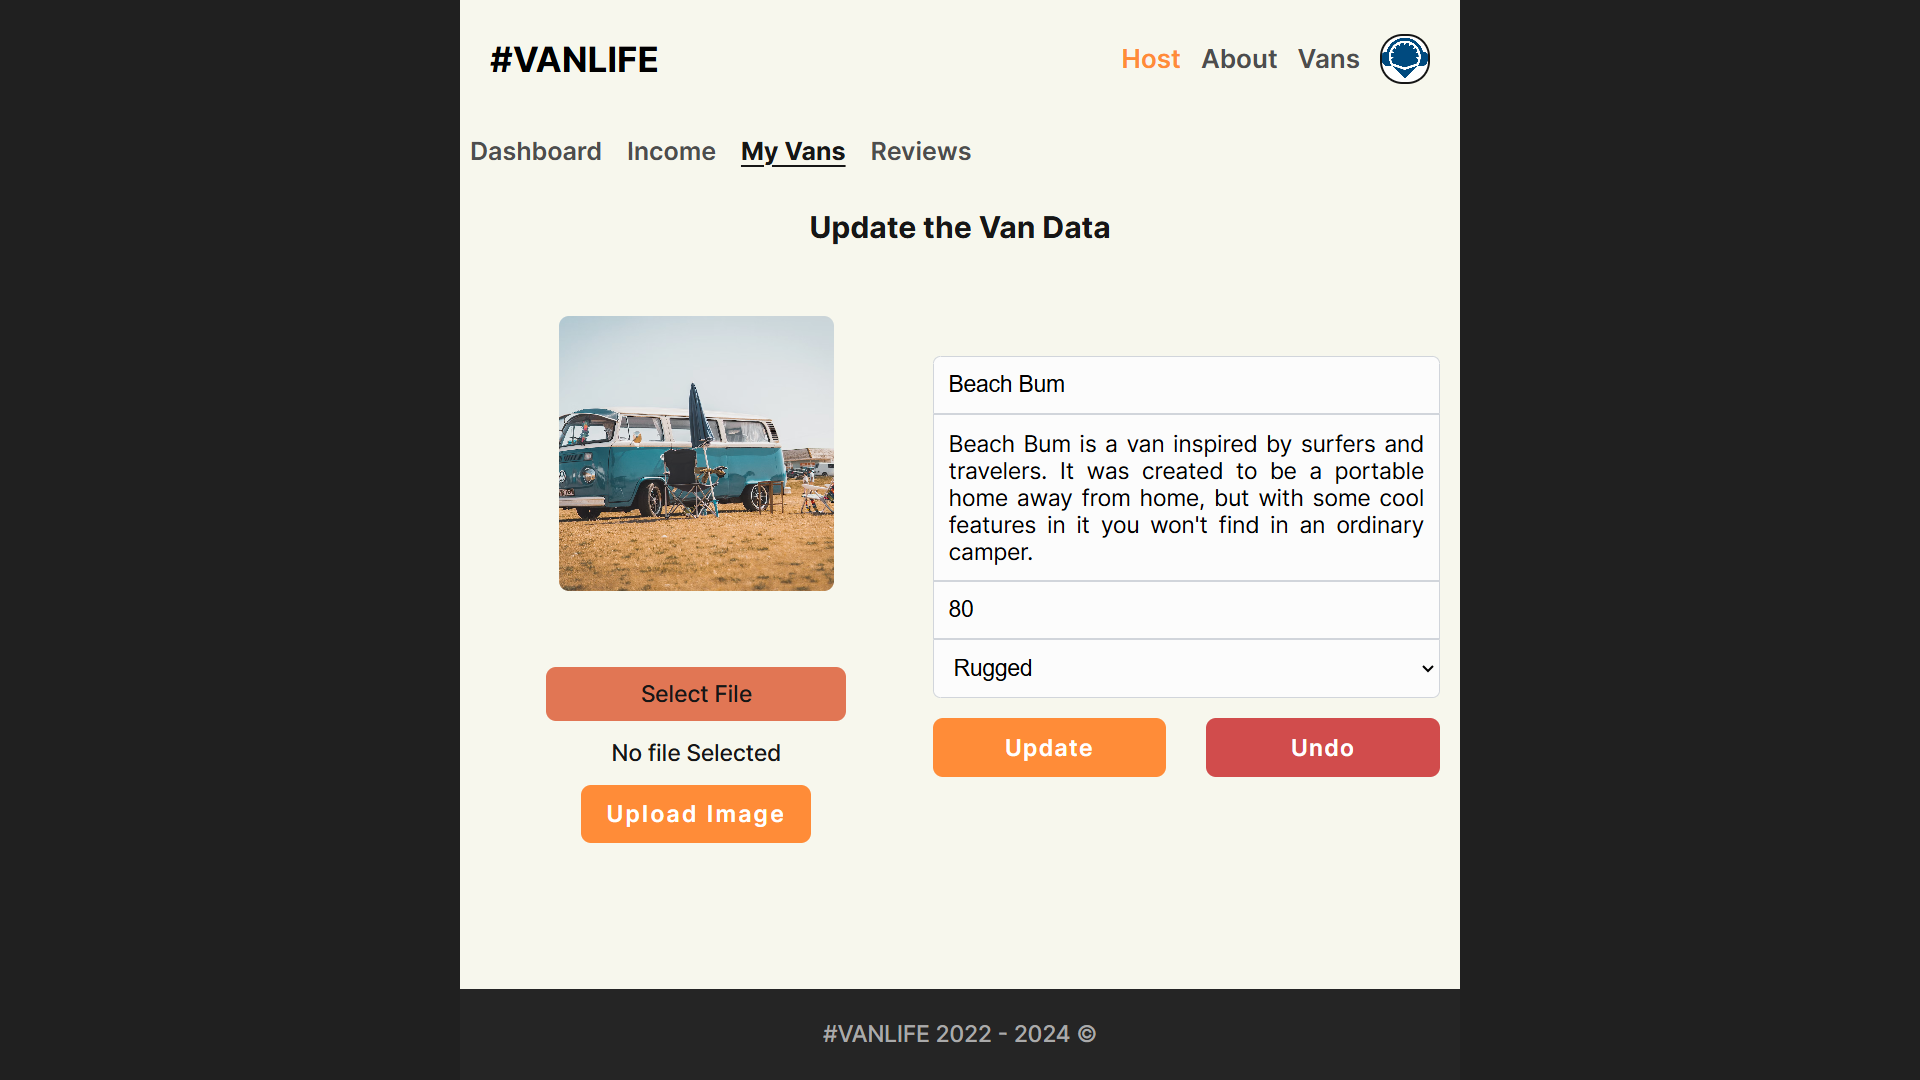 #VANLIFE
Host About Vans
Dashboard Income My Vans Reviews
Update the Van Data
Beach Bum
Beach Bum is a van inspired by surfers and
travelers. It was created to be a portable
home away from home, but with some cool
features in it you won't find in an ordinary
camper.
80
Rugged
Select File
No file Selected
Upload Image
Update
Undo
#VANLIFE 2022 - 2024 ©